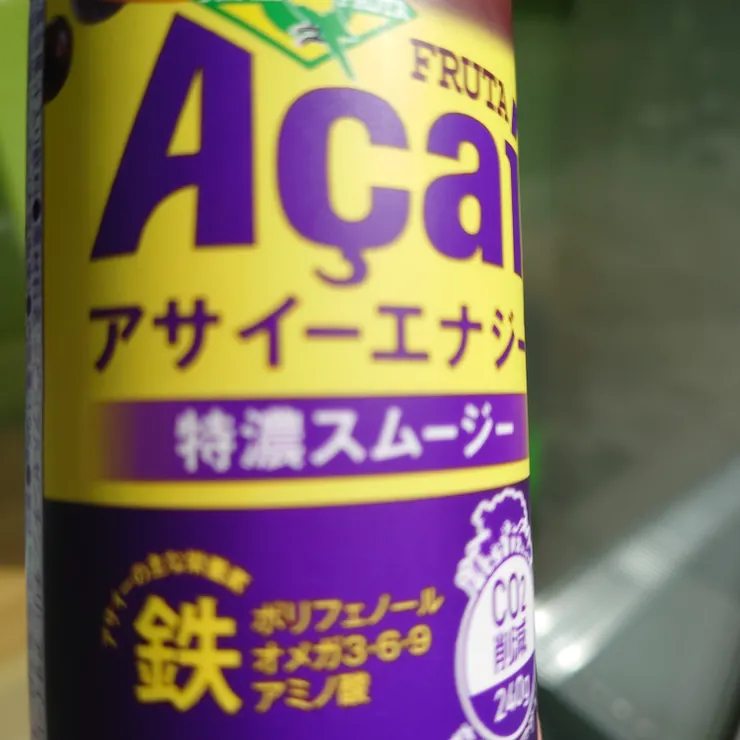 FRUTA
Açaí
アサイーエナジー
特濃スムージー
アサイーの主な栄養素
鉄
ポリフェノール
オメガ3-6-9
アミノ酸
CO₂
削減
240g